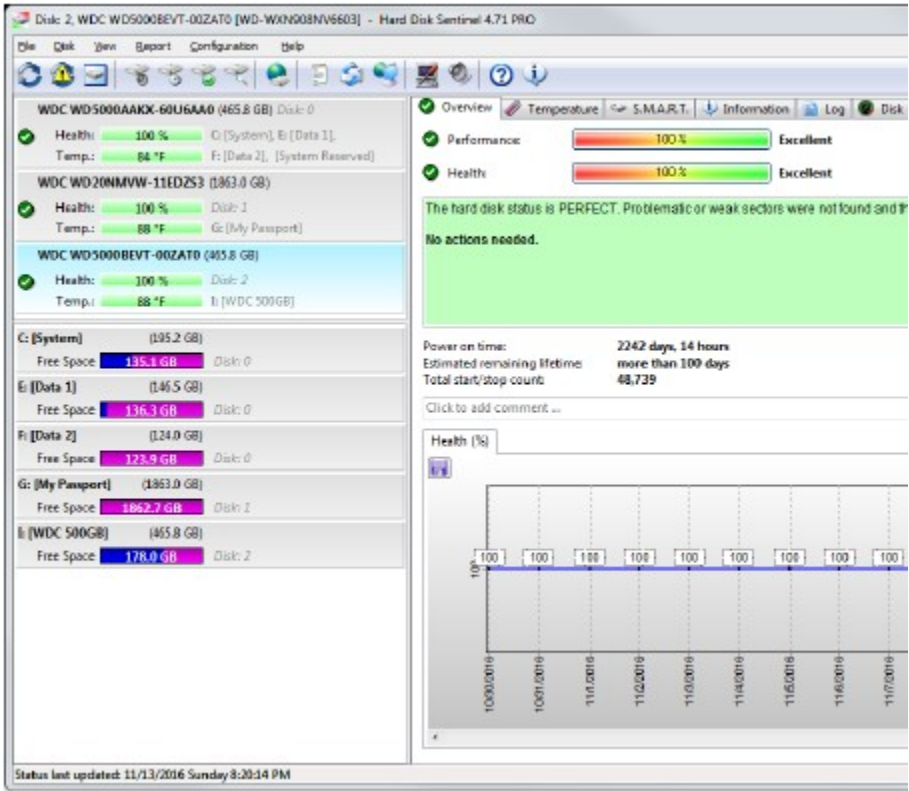 Disk: 2, WDC WD5000BEVT-00ZAT0 [WD-WXN908NV6603] - Hard Disk Sentinel 4.71 PRO
File Disk View Report Configuration Help
WDC WD5000AAKX-60U6AA0 (465.8 GB) Disk: 0
Health: 100 % C: [System], E: [Data 1],
Temp.: 84 °F F: [Data 2], [System Reserved]
WDC WD20NMVW-11EDZS3 (1863.0 GB)
Health: 100 % Disk: 1
Temp.: 88 °F G: [My Passport]
WDC WD5000BEVT-00ZAT0 (465.8 GB)
Health: 100 % Disk: 2
Temp.: 88 °F I: [WDC 500GB]
C: [System] (195.2 GB)
Free Space 135.1 GB Disk: 0
E: [Data 1] (146.5 GB)
Free Space 136.3 GB Disk: 0
F: [Data 2] (124.0 GB)
Free Space 123.9 GB Disk: 0
G: [My Passport] (1863.0 GB)
Free Space 1862.7 GB Disk: 1
I: [WDC 500GB] (465.8 GB)
Free Space 178.0 GB Disk: 2
Overview Temperature S.M.A.R.T. Information Log Disk
Performance: 100 % Excellent
Health: 100 % Excellent
The hard disk status is PERFECT. Problematic or weak sectors were not found and th
No actions needed.
Power on time: 2242 days, 14 hours
Estimated remaining lifetime: more than 100 days
Total start/stop count: 48,739
Click to add comment ...
Health (%)
100 100 100 100 100 100 100 100 100
100
10/30/2016 10/31/2016 11/1/2016 11/2/2016 11/3/2016 11/4/2016 11/5/2016 11/6/2016 11/7/2016
Status last updated: 11/13/2016 Sunday 8:20:14 PM